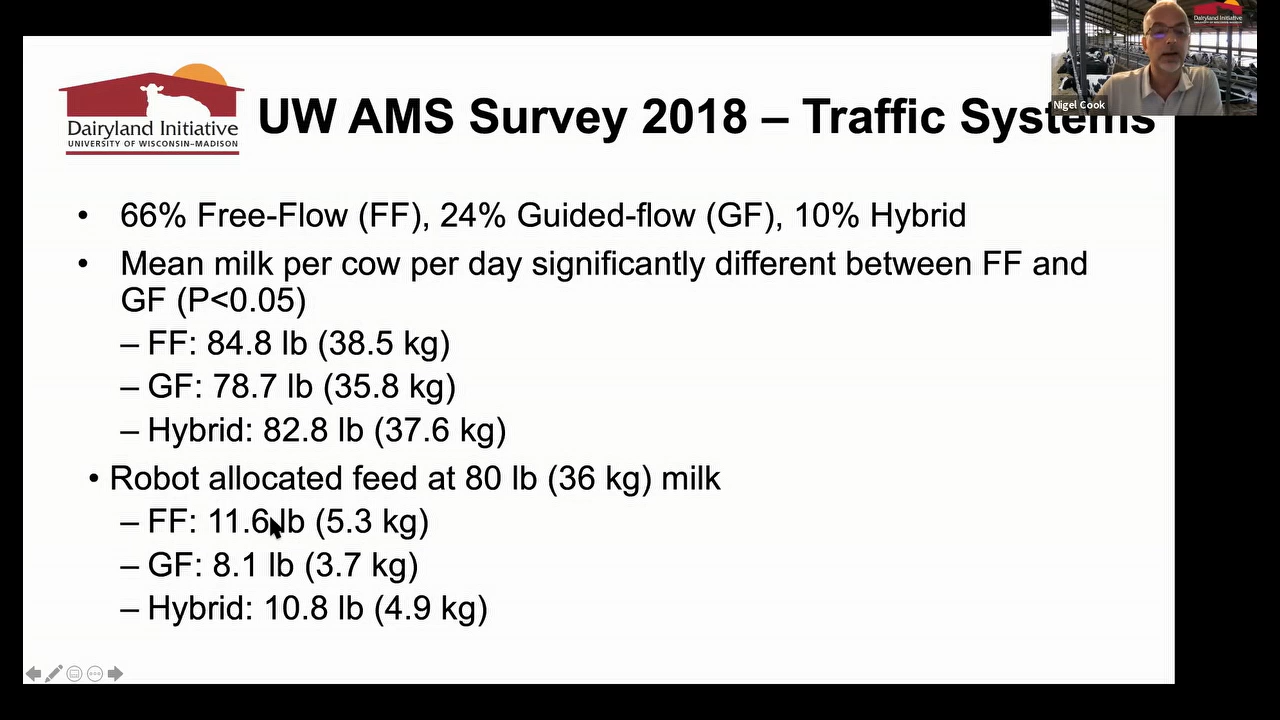 Dairyland Initiative
Nigel Cook
Dairyland Initiative
UNIVERSITY OF WISCONSIN–MADISON
UW AMS Survey 2018 – Traffic Systems
• 66% Free-Flow (FF), 24% Guided-flow (GF), 10% Hybrid
• Mean milk per cow per day significantly different between FF and
GF (P<0.05)
– FF: 84.8 lb (38.5 kg)
– GF: 78.7 lb (35.8 kg)
– Hybrid: 82.8 lb (37.6 kg)
• Robot allocated feed at 80 lb (36 kg) milk
– FF: 11.6 lb (5.3 kg)
– GF: 8.1 lb (3.7 kg)
– Hybrid: 10.8 lb (4.9 kg)